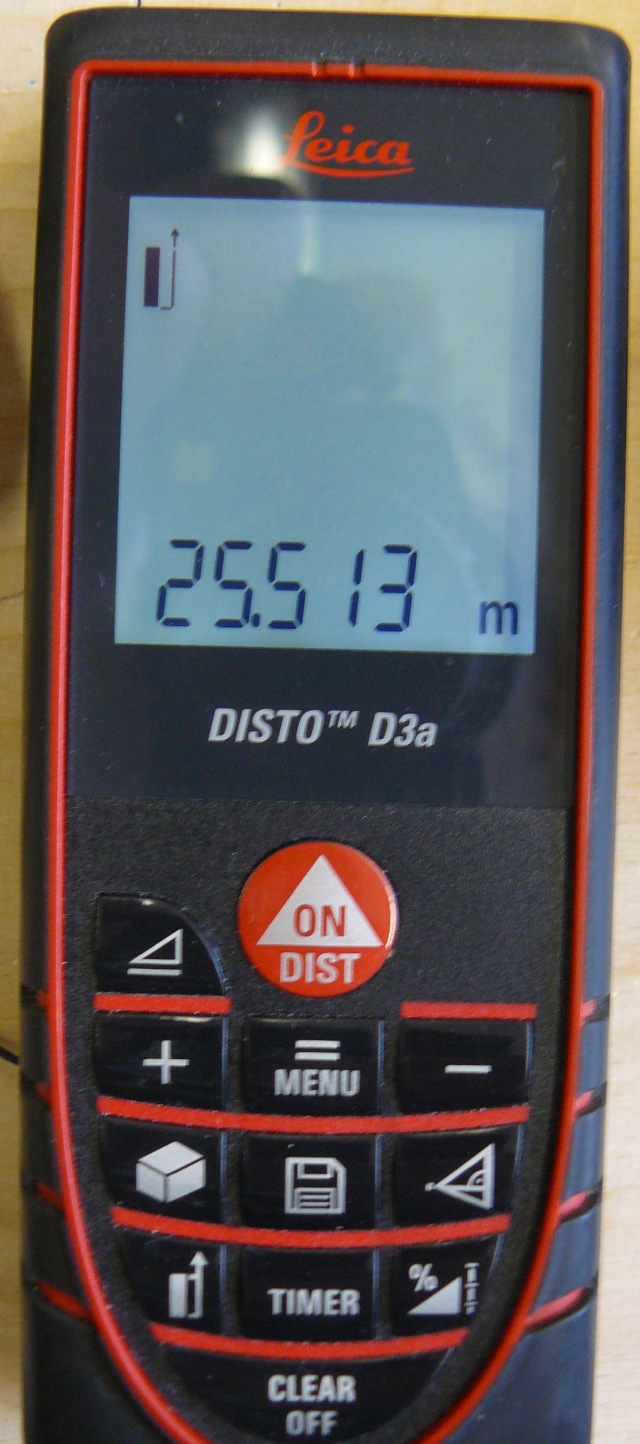 Leica
25.513 m
DISTO™ D3a
ON
DIST
+
=
MENU
−
TIMER
%
CLEAR
OFF